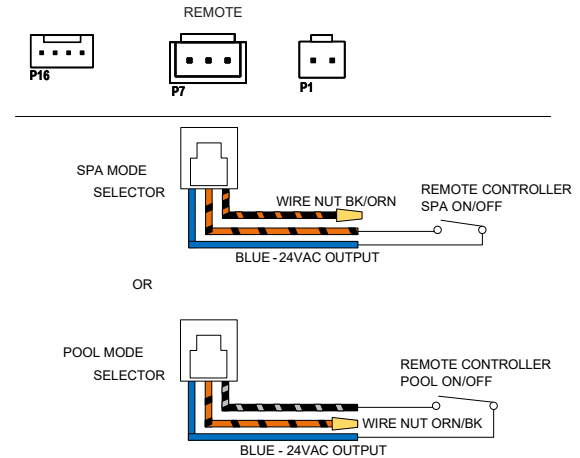 REMOTE
P16
P7
P1
SPA MODE
SELECTOR
WIRE NUT BK/ORN
REMOTE CONTROLLER
SPA ON/OFF
BLUE - 24VAC OUTPUT
OR
POOL MODE
SELECTOR
REMOTE CONTROLLER
POOL ON/OFF
WIRE NUT ORN/BK
BLUE - 24VAC OUTPUT